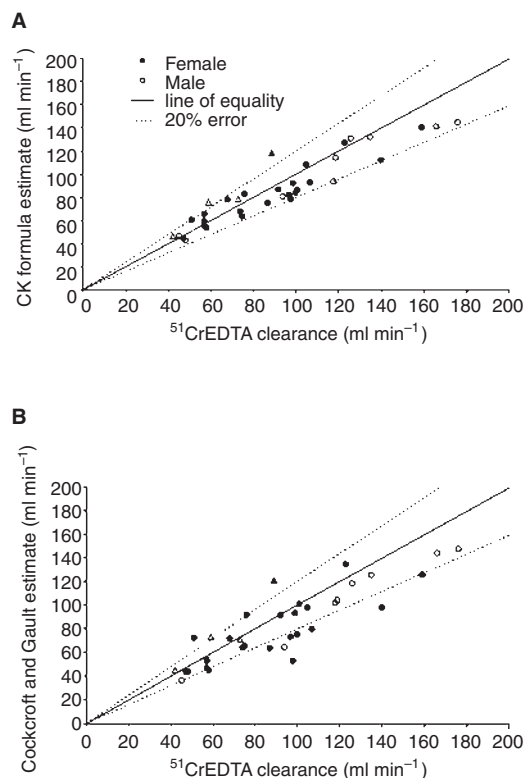 A
CK formula estimate (ml min⁻¹)
200
180
160
140
120
100
80
60
40
20
0
Female
Male
line of equality
20% error
0 20 40 60 80 100 120 140 160 180 200
⁵¹CrEDTA clearance (ml min⁻¹)
B
Cockcroft and Gault estimate (ml min⁻¹)
200
180
160
140
120
100
80
60
40
20
0
0 20 40 60 80 100 120 140 160 180 200
⁵¹CrEDTA clearance (ml min⁻¹)